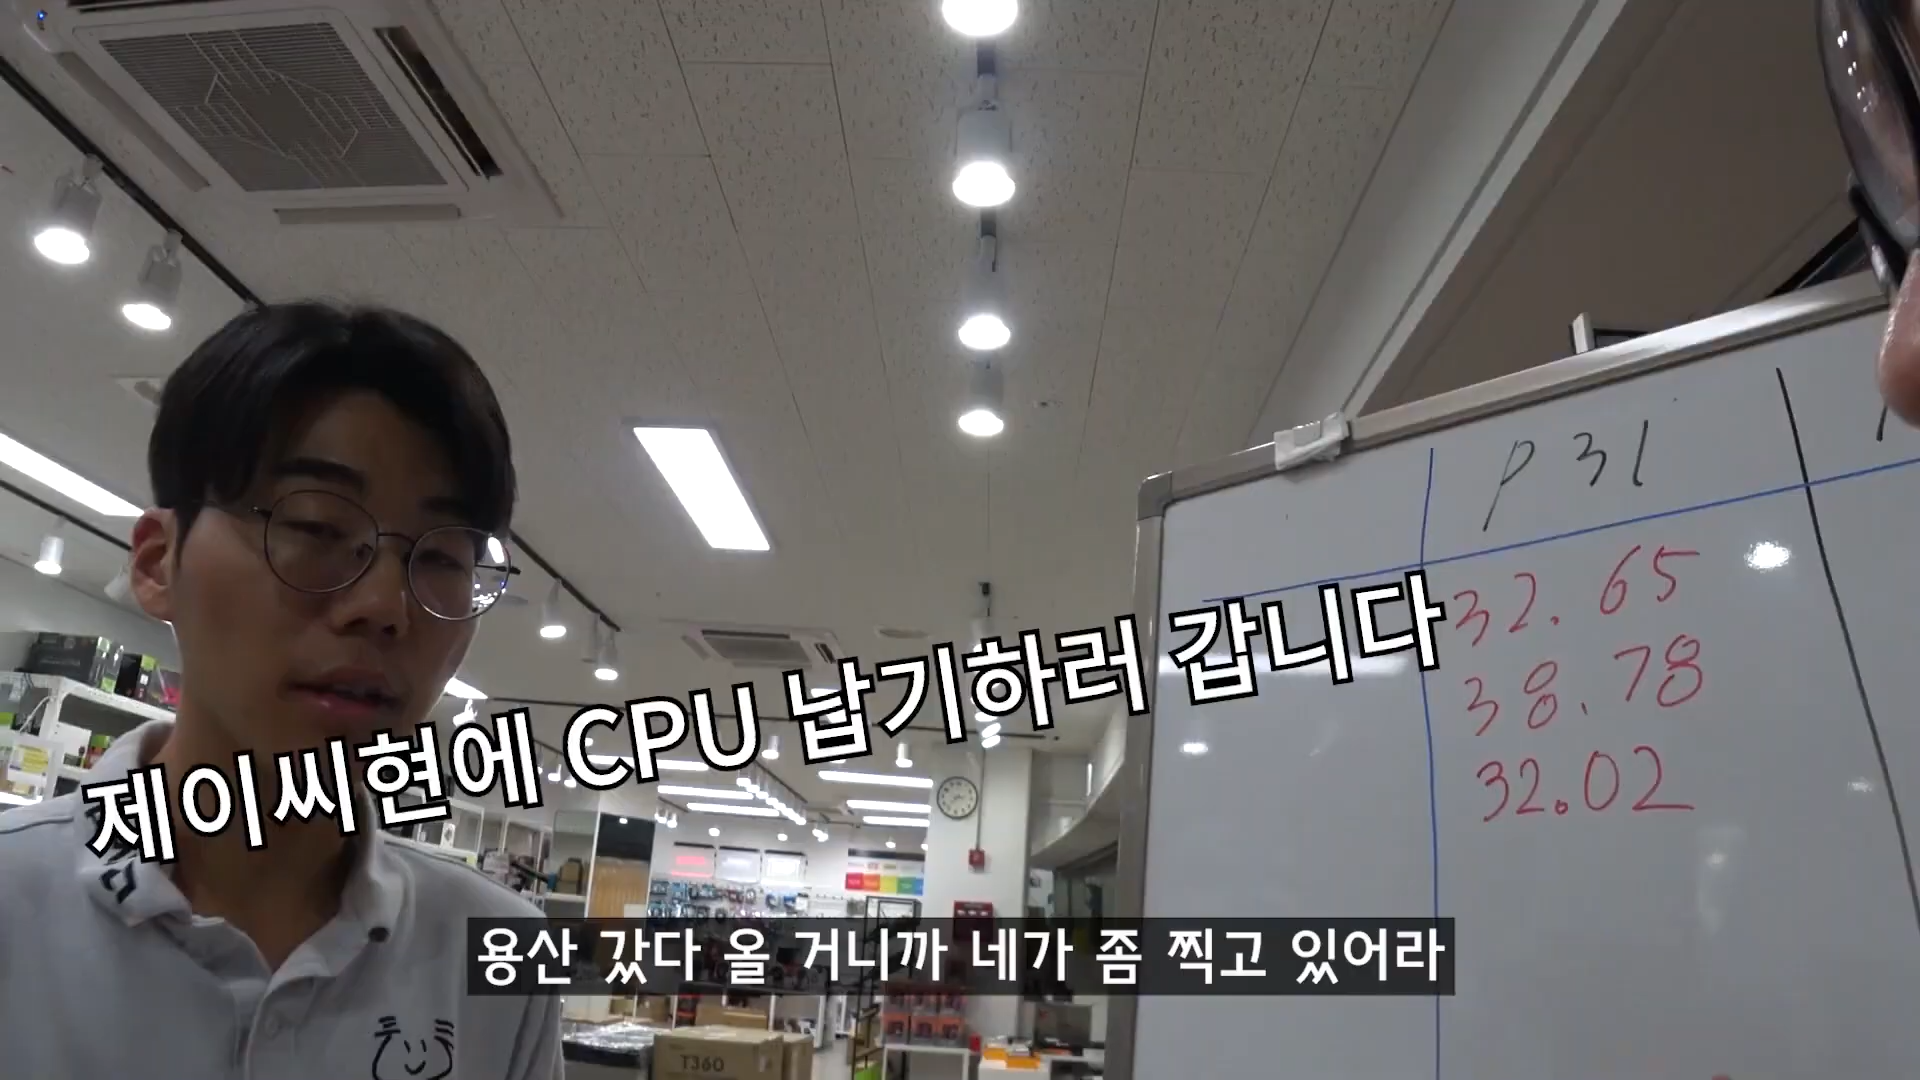 P31
32.65
38.78
32.02
제이씨현에 CPU 납기하러 갑니다
용산 갔다 올 거니까 네가 좀 찍고 있어라
T360